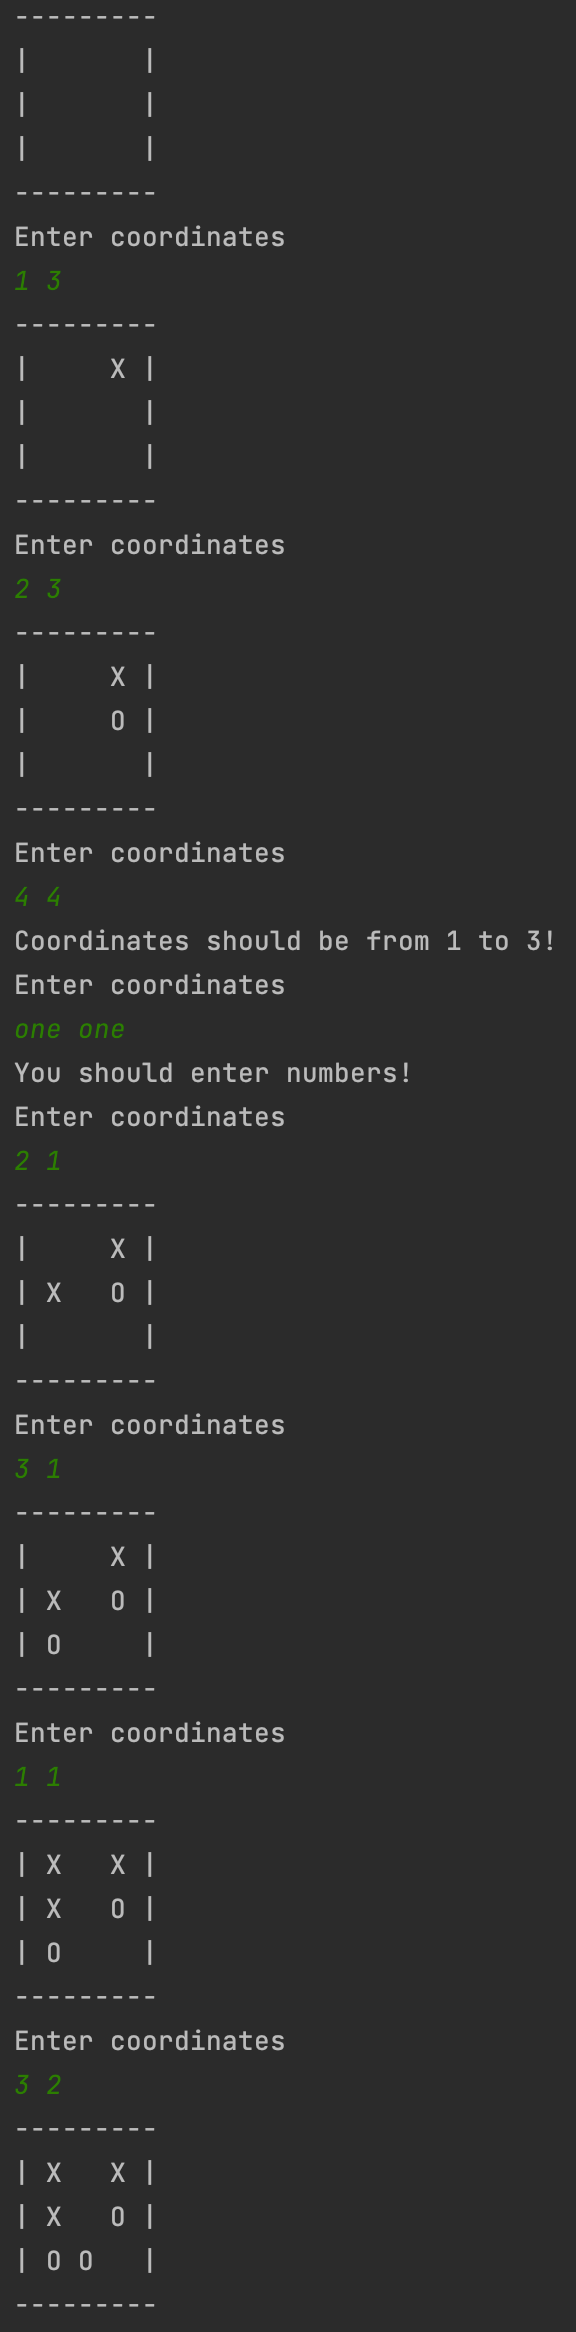 ---------
|       |
|       |
|       |
---------
Enter coordinates
1 3
---------
|     X |
|       |
|       |
---------
Enter coordinates
2 3
---------
|     X |
|     O |
|       |
---------
Enter coordinates
4 4
Coordinates should be from 1 to 3!
Enter coordinates
one one
You should enter numbers!
Enter coordinates
2 1
---------
|     X |
| X   O |
|       |
---------
Enter coordinates
3 1
---------
|     X |
| X   O |
| O     |
---------
Enter coordinates
1 1
---------
| X   X |
| X   O |
| O     |
---------
Enter coordinates
3 2
---------
| X   X |
| X   O |
| O O   |
---------